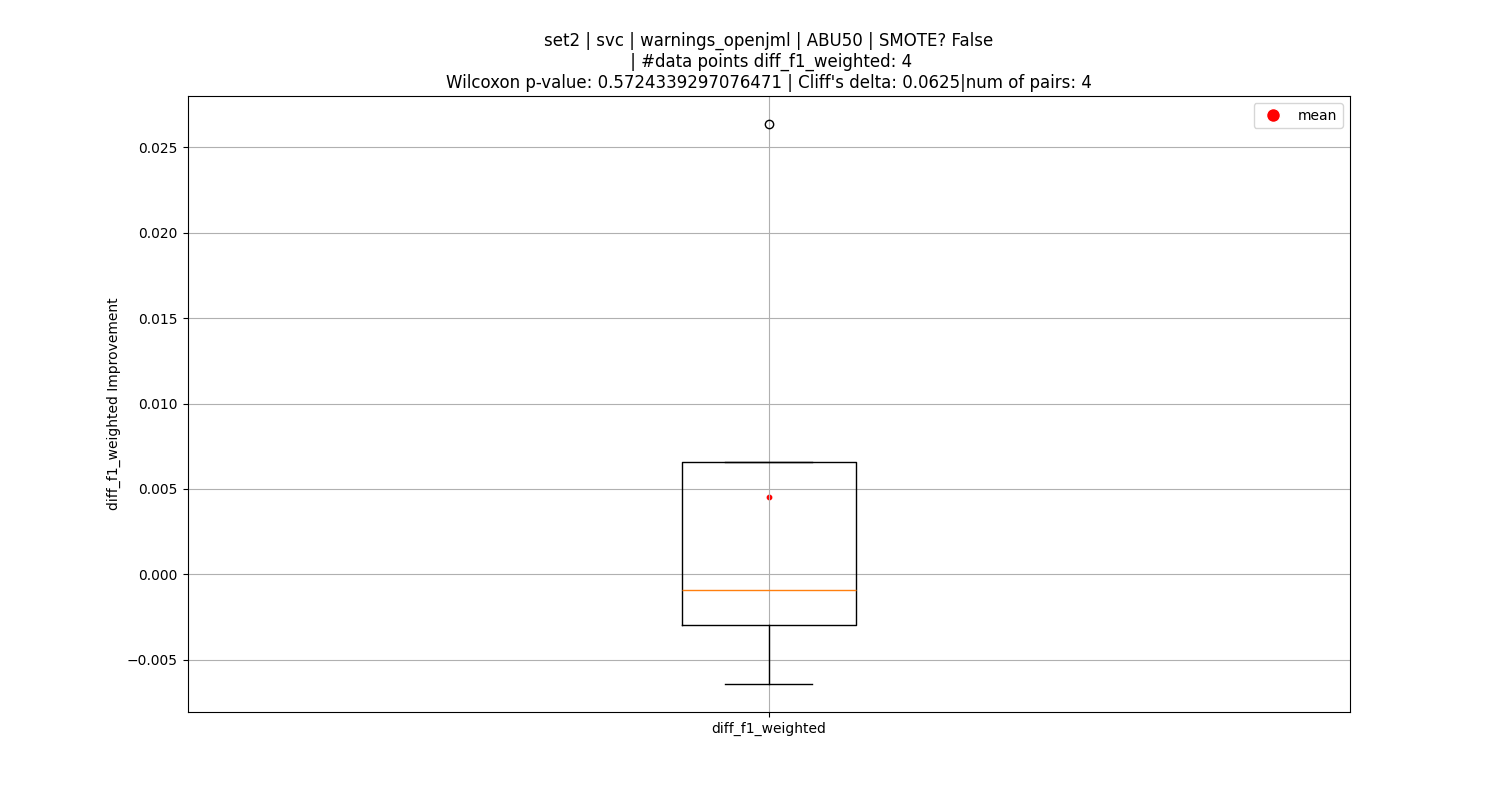 set2 | svc | warnings_openjml | ABU50 | SMOTE? False
| #data points diff_f1_weighted: 4
Wilcoxon p-value: 0.5724339297076471 | Cliff's delta: 0.0625|num of pairs: 4
mean
0.025
0.020
0.015
0.010
0.005
0.000
−0.005
diff_f1_weighted Improvement
diff_f1_weighted